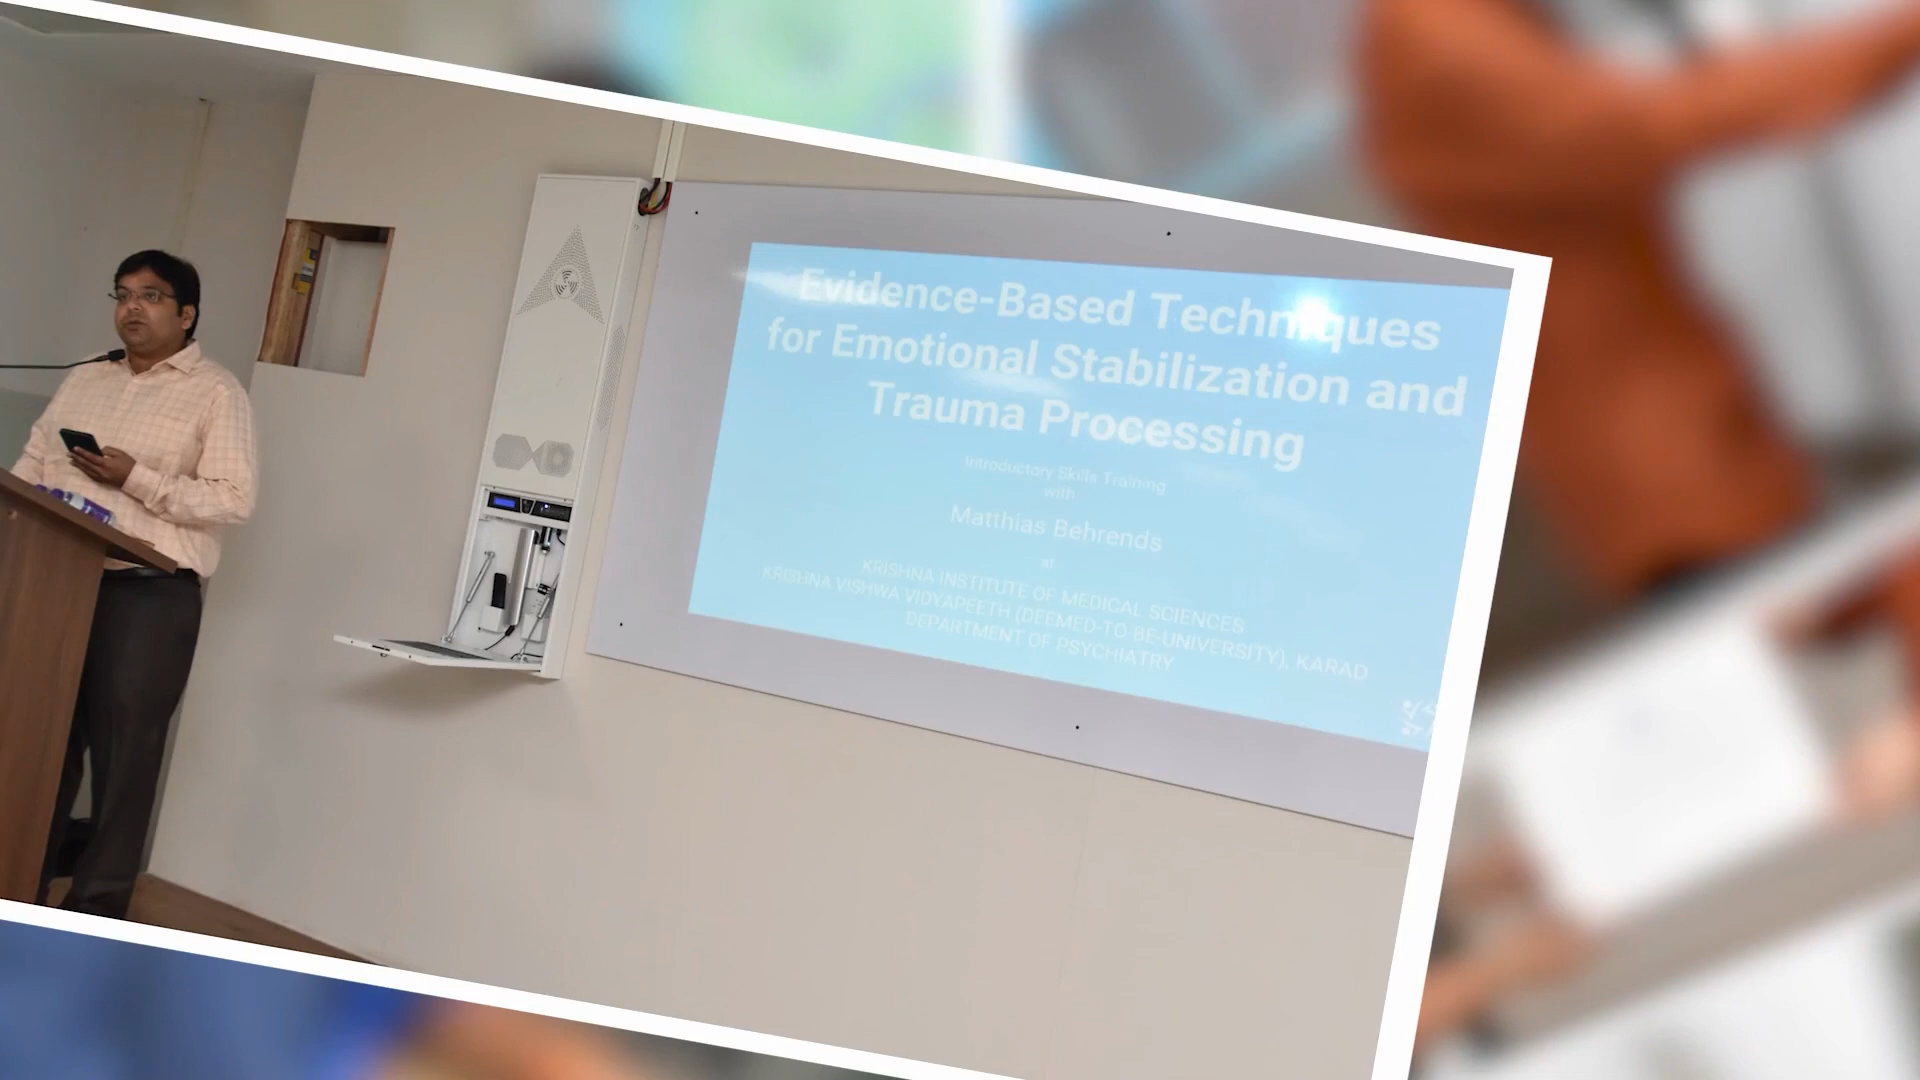 Evidence-Based Techniques
for Emotional Stabilization and
Trauma Processing
Introductory Skills Training
with
Matthias Behrends
at
KRISHNA INSTITUTE OF MEDICAL SCIENCES
KRISHNA VISHWA VIDYAPEETH (DEEMED-TO-BE-UNIVERSITY), KARAD
DEPARTMENT OF PSYCHIATRY